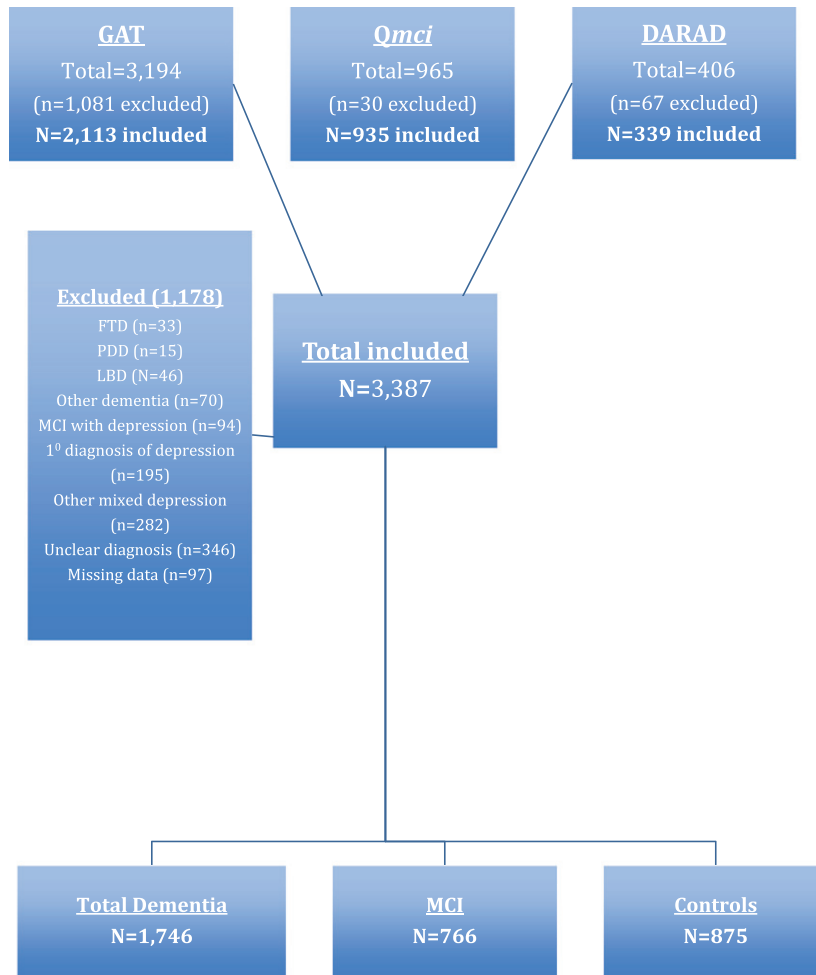 GAT
Total=3,194
(n=1,081 excluded)
N=2,113 included
Qmci
Total=965
(n=30 excluded)
N=935 included
DARAD
Total=406
(n=67 excluded)
N=339 included
Excluded (1,178)
FTD (n=33)
PDD (n=15)
LBD (N=46)
Other dementia (n=70)
MCI with depression (n=94)
1⁰ diagnosis of depression
(n=195)
Other mixed depression
(n=282)
Unclear diagnosis (n=346)
Missing data (n=97)
Total included
N=3,387
Total Dementia
N=1,746
MCI
N=766
Controls
N=875